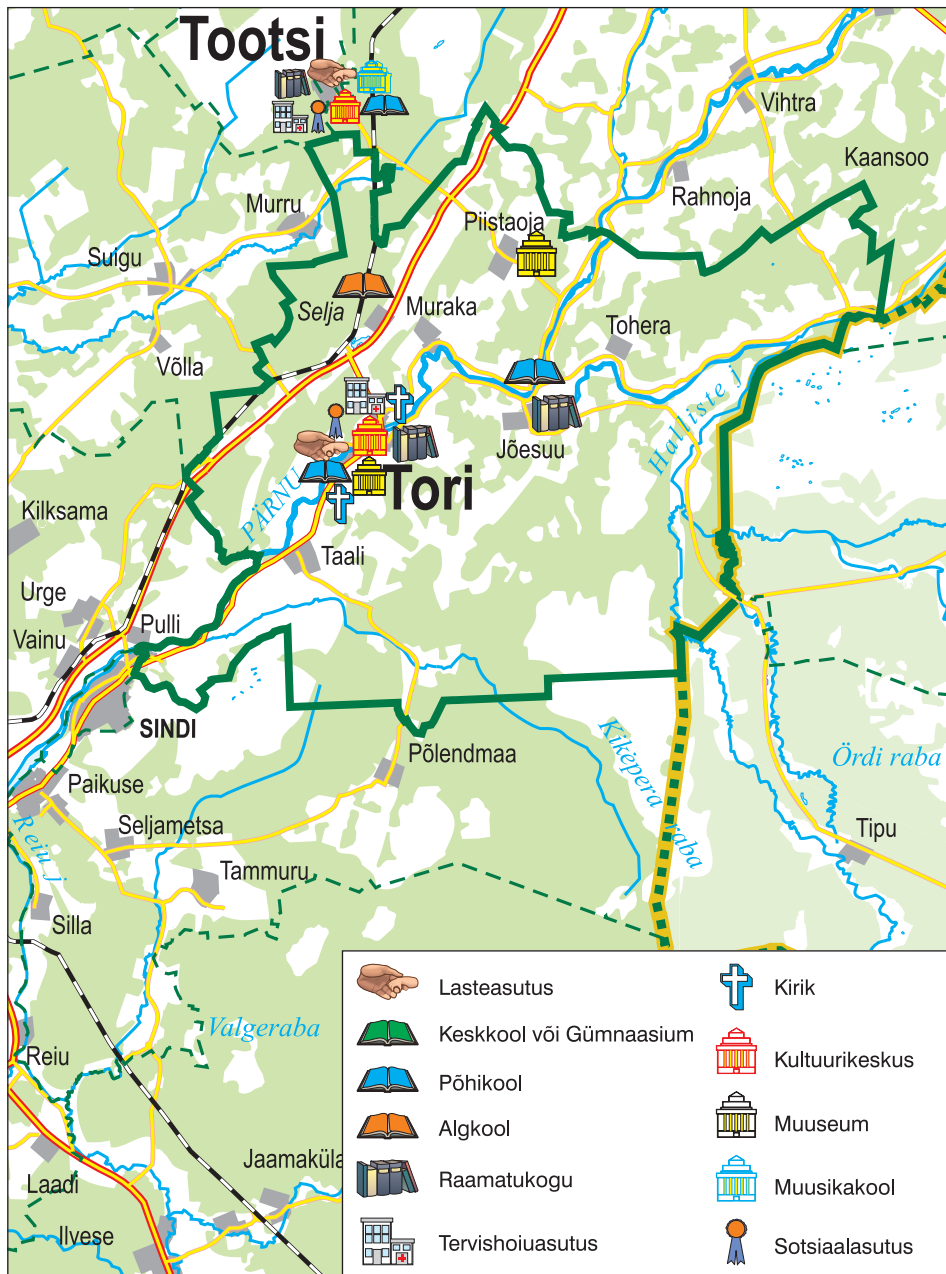 Tootsi
Vihtra
Kaansoo
Rahnoja
Murru
Piistaoja
Suigu
Selja
Muraka
Tohera
Võlla
Halliste j
Jõesuu
PÄRNU
Tori
Kilksama
Taali
Urge
Pulli
Vainu
SINDI
Kikepera raba
Põlendmaa
Ördi raba
Paikuse
Reiu j
Seljametsa
Tipu
Tammuru
Silla
Valgeraba
Reiu
Jaamaküla
Laadi
Ilvese
Lasteasutus
Keskkool või Gümnaasium
Põhikool
Algkool
Raamatukogu
Tervishoiuasutus
Kirik
Kultuurikeskus
Muuseum
Muusikakool
Sotsiaalasutus